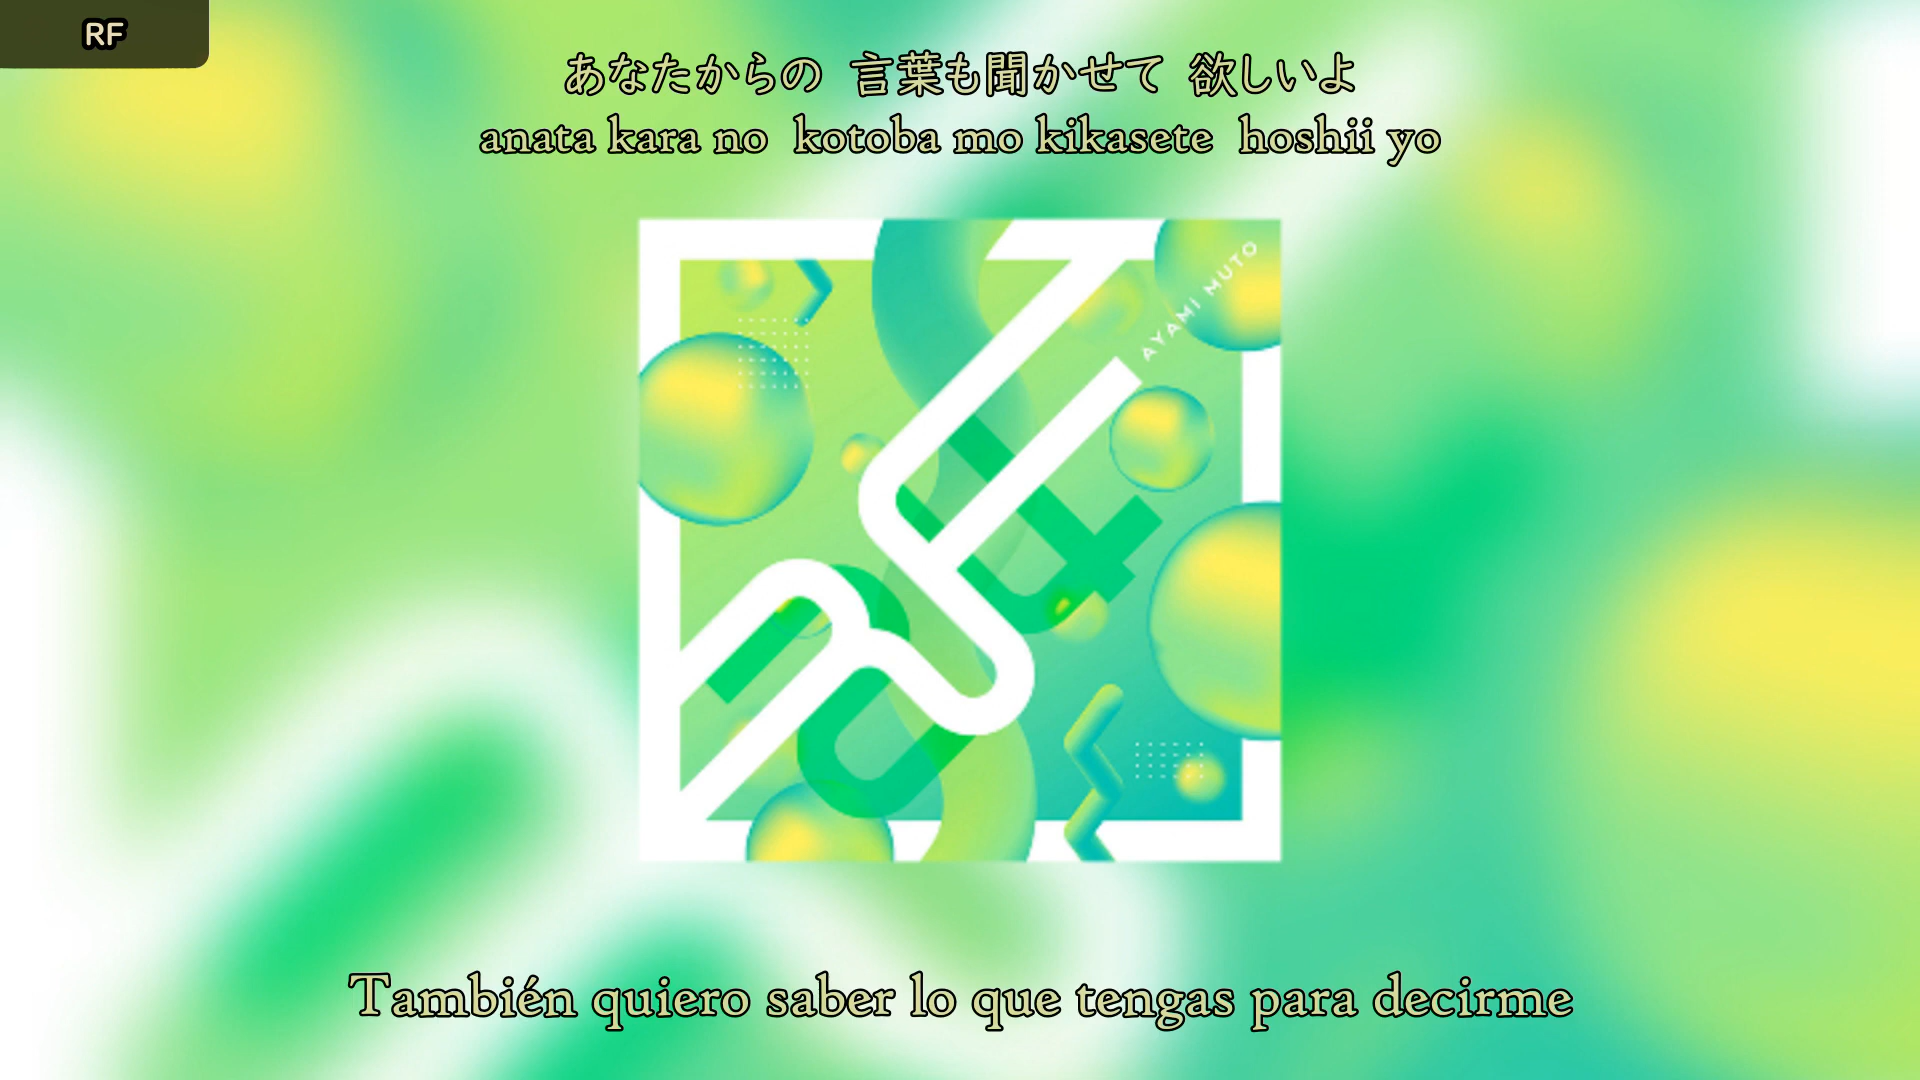 RF
あなたからの 言葉も聞かせて 欲しいよ
anata kara no kotoba mo kikasete hoshii yo
AYAMI MUTO
También quiero saber lo que tengas para decirme